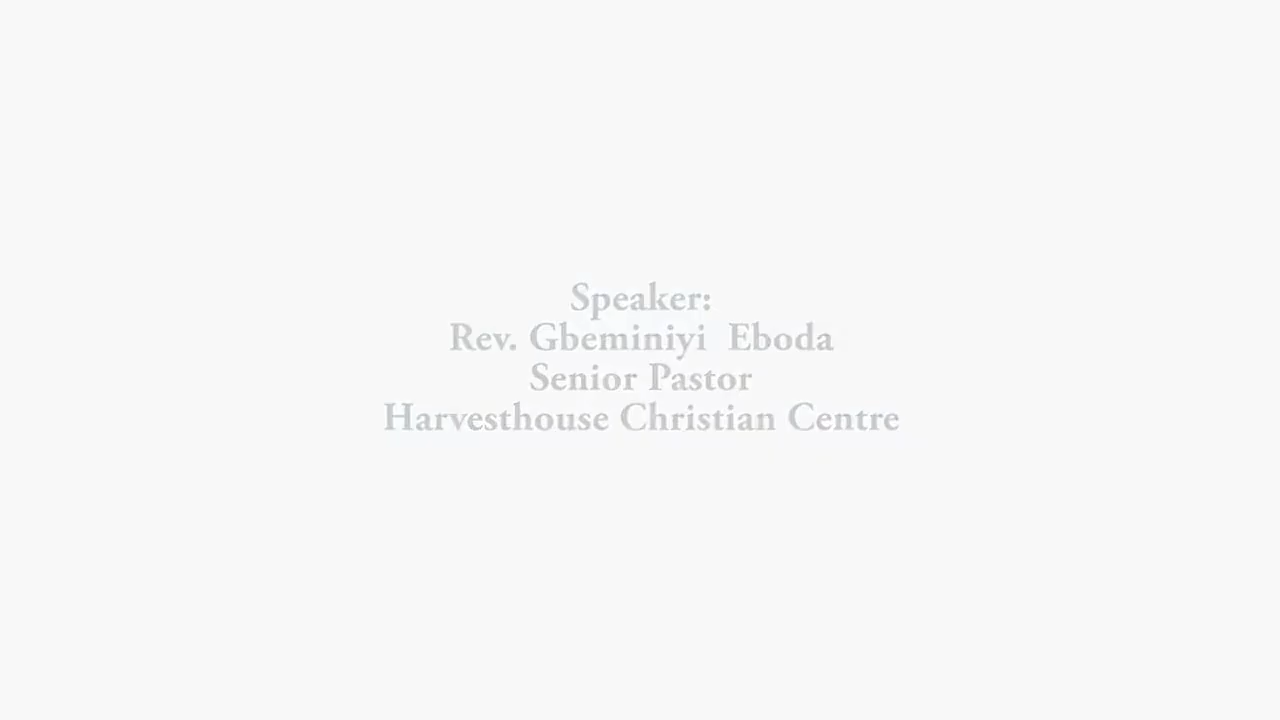 Speaker:
Rev. Gbeminiyi  Eboda
Senior Pastor
Harvesthouse Christian Centre